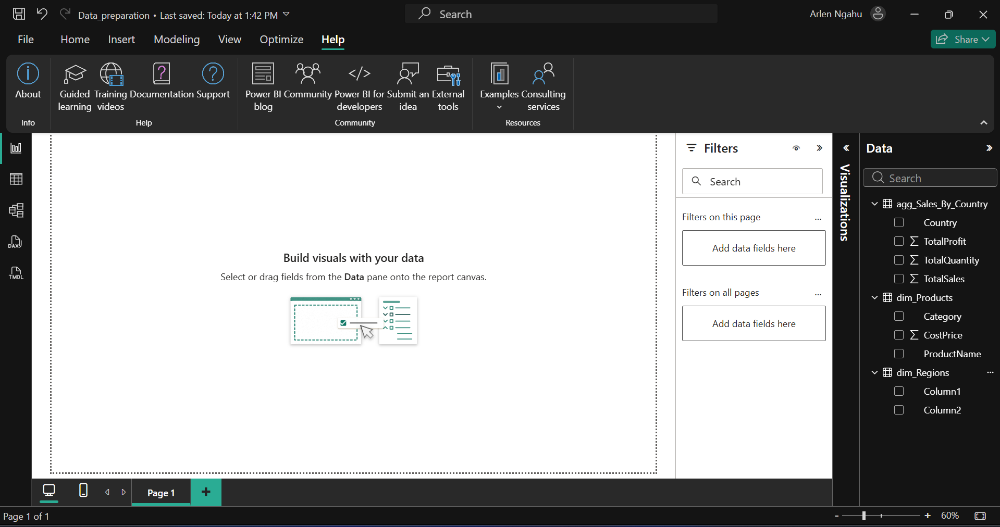 Data_preparation • Last saved: Today at 1:42 PM
Search
Arlen Ngahu
File Home Insert Modeling View Optimize Help
Share
About
Guided learning
Training videos
Documentation
Support
Power BI blog
Community
Power BI for developers
Submit an idea
External tools
Examples
Consulting services
Info
Help
Community
Resources
DAX
TMDL
Build visuals with your data
Select or drag fields from the Data pane onto the report canvas.
Filters
Search
Filters on this page ...
Add data fields here
Filters on all pages ...
Add data fields here
Visualizations
Data
Search
agg_Sales_By_Country
Country
∑ TotalProfit
∑ TotalQuantity
∑ TotalSales
dim_Products
Category
∑ CostPrice
ProductName
dim_Regions ...
Column1
Column2
Page 1
+
Page 1 of 1
- + 60%